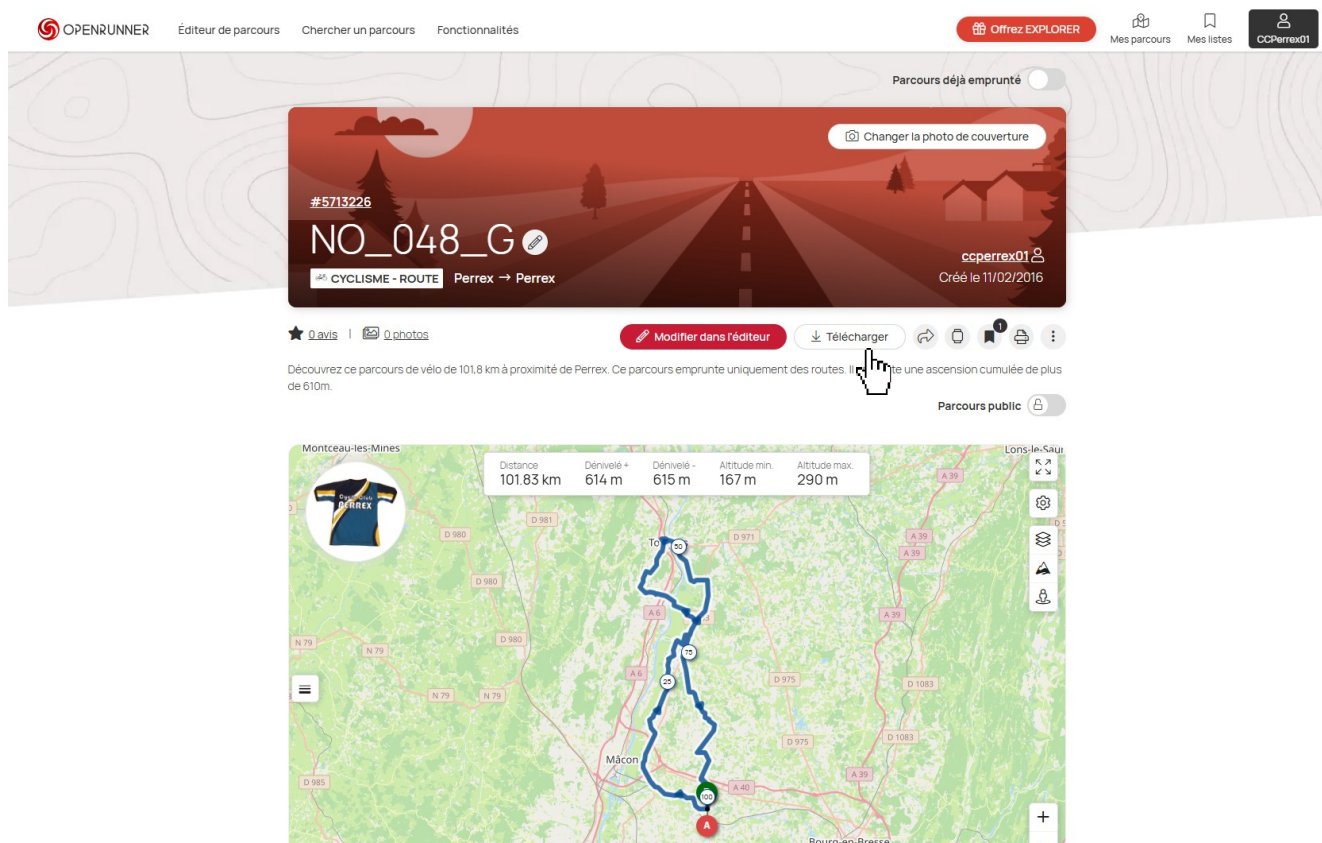 OPENRUNNER Éditeur de parcours Chercher un parcours Fonctionnalités Offrez EXPLORER Mes parcours Mes listes CCPerrex01
Parcours déjà emprunté
Changer la photo de couverture
#5713226
NO_048_G
ccperrex01
CYCLISME - ROUTE Perrex → Perrex
Créé le 11/02/2016
0 avis | 0 photos Modifier dans l'éditeur Télécharger 1
Découvrez ce parcours de vélo de 101,8 km à proximité de Perrex. Ce parcours emprunte uniquement des routes. Il une ascension cumulée de plus
de 610m.
Parcours public
Montceau-les-Mines
Lons-le-Saun
Distance Dénivelé + Dénivelé - Altitude min. Altitude max.
101.83 km 614 m 615 m 167 m 290 m
A 39
PERREX
D 981
D 980
50
D 971
A 39
A 39
D 980
A 6
A 39
N 79
N 79
D 980
75
A 6
25
D 975
D 1083
N 79
N 79
D 975
D 1083
Mâcon
D 985
A 39
A 40
100
A
Bourg-en-Bresse